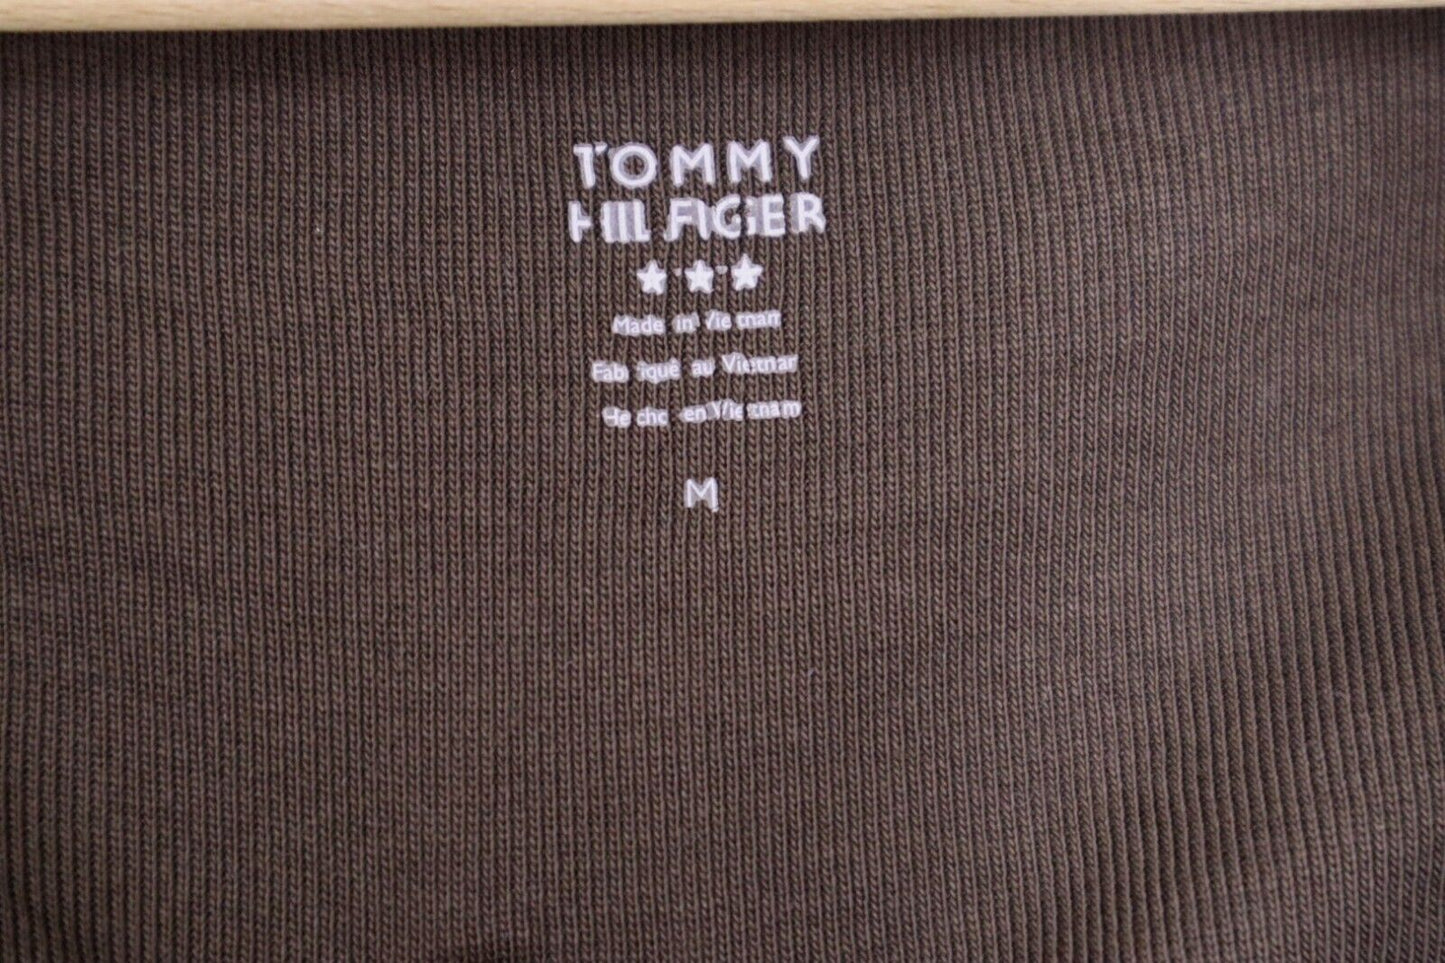 TOMMY
HILFIGER
Made in Vietnam
Fabriqué au Vietnam
Hecho en Vietnam
M